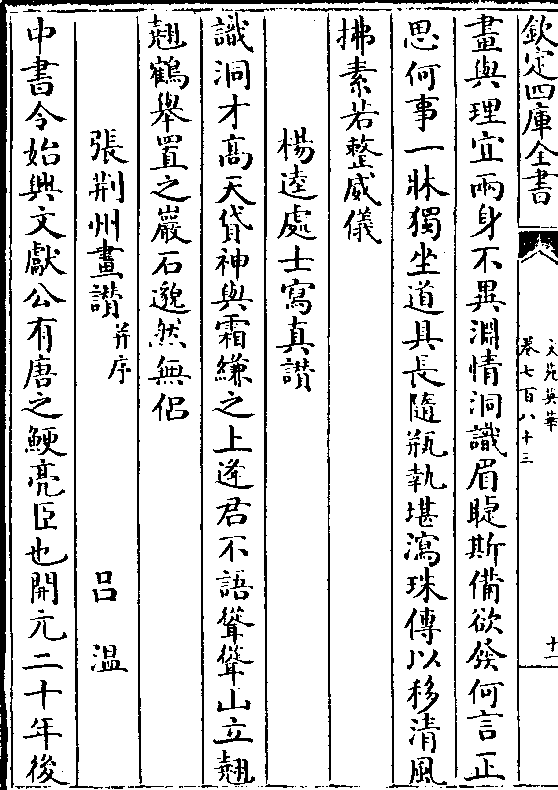 欽定四庫全書
文苑英華
卷七百八十三
十一
畫與理宜兩身不異淵情洞識眉睫斯備欲發何言正
思何事一牀獨坐道具長隨瓶執堪瀉珠傳以移清風
拂素若整威儀
楊逵處士寫真讃
識洞才高天貸神與霜縑之上逢君不語聳聳山立翹
翹鶴舉置之巖石邈然無侣
張荆州畫讃并序
吕温
中書令始興文獻公有唐之鯁亮臣也開元二十年後